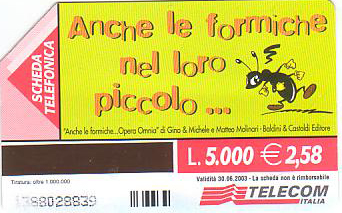 SCHEDA
TELEFONICA
Anche le formiche
nel loro
piccolo...
"Anche le formiche...Opera Omnia" di Gino & Michele e Matteo Molinari - Baldini & Castoldi Editore
L. 5.000 € 2,58
Tiratura: oltre 1.000.000
Validità 30.06.2003 - La scheda non è rimborsabile
1388028839
TELECOM
ITALIA